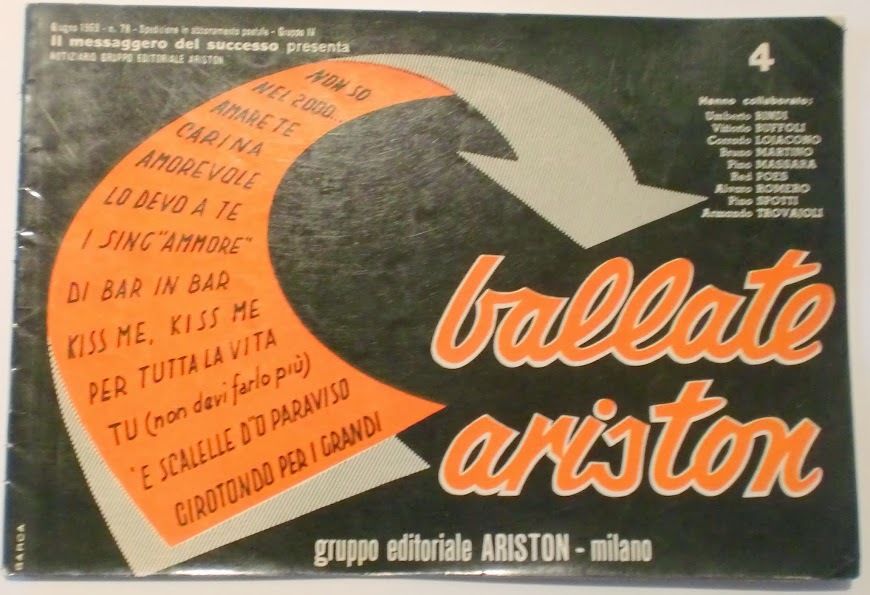 Giugno 1959 - n. 78 - Spedizione in abbonamento postale - Gruppo IV
Il messaggero del successo presenta
NOTIZIARIO GRUPPO EDITORIALE ARISTON
4
Hanno collaborato:
Umberto BINDI
Vittorio BUFFOLI
Corrado LOJACONO
Bruno MARTINO
Pino MASSARA
Red POES
Alvaro ROMERO
Pino SPOTTI
Armando TROVAJOLI
NON SO
NEL 2000...
AMARE TE
CARINA
AMOREVOLE
LO DEVO A TE
I SING "AMMORE"
DI BAR IN BAR
KISS ME, KISS ME
PER TUTTA LA VITA
TU (non devi farlo più)
'E SCALELLE D"O PARAVISO
GIROTONDO PER I GRANDI
ballate
ariston
gruppo editoriale ARISTON - milano
BARCA